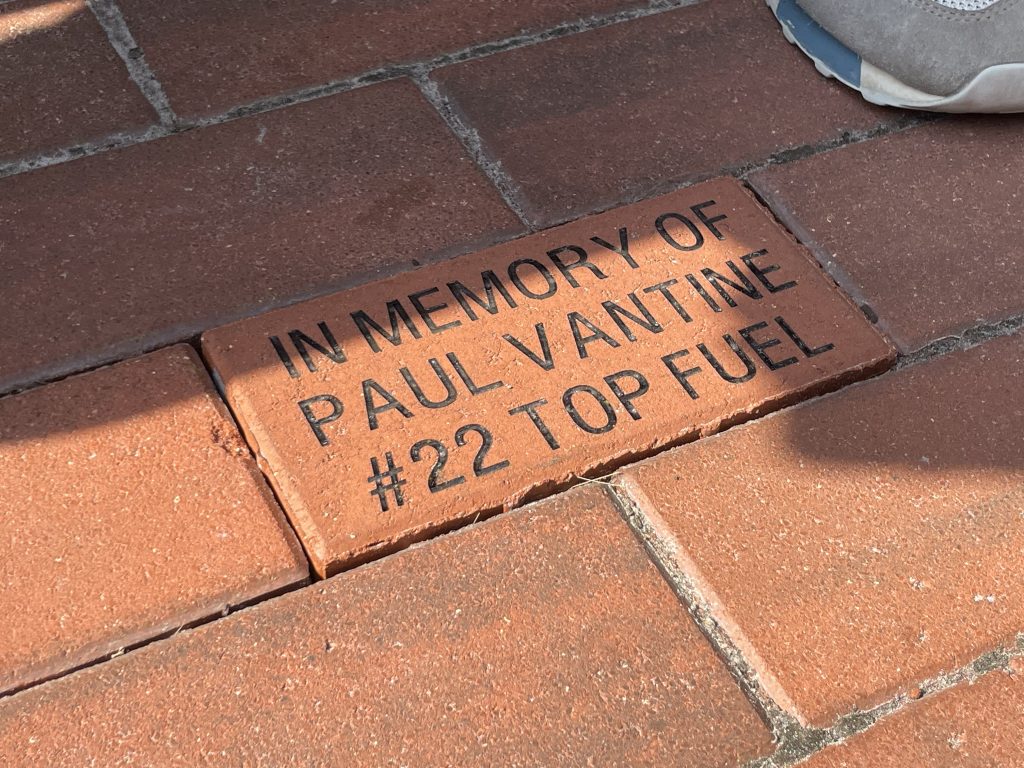 IN MEMORY OF
PAUL VANTINE
#22 TOP FUEL